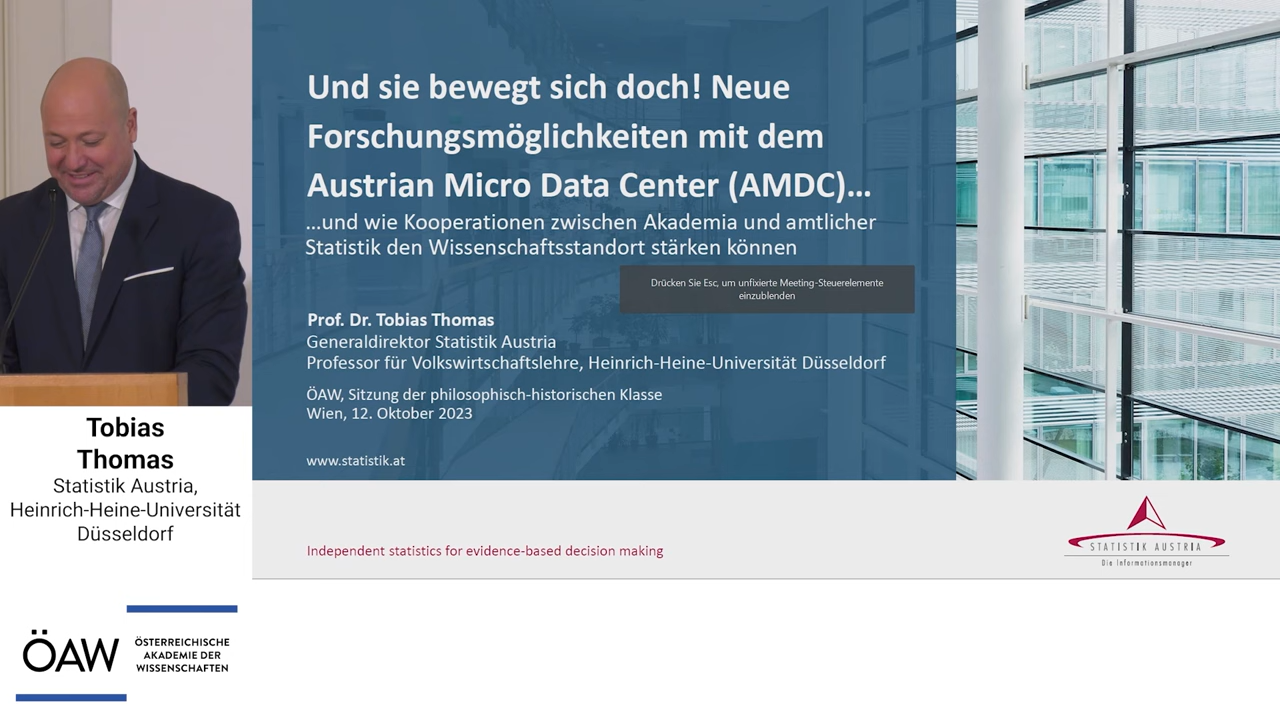 Und sie bewegt sich doch! Neue
Forschungsmöglichkeiten mit dem
Austrian Micro Data Center (AMDC)...
...und wie Kooperationen zwischen Akademia und amtlicher
Statistik den Wissenschaftsstandort stärken können
Drücken Sie Esc, um unfixierte Meeting-Steuerelemente
einzublenden
Prof. Dr. Tobias Thomas
Generaldirektor Statistik Austria
Professor für Volkswirtschaftslehre, Heinrich-Heine-Universität Düsseldorf
ÖAW, Sitzung der philosophisch-historischen Klasse
Wien, 12. Oktober 2023
www.statistik.at
Independent statistics for evidence-based decision making
STATISTIK AUSTRIA
Die Informationsmanager
Tobias
Thomas
Statistik Austria,
Heinrich-Heine-Universität
Düsseldorf
ÖAW
ÖSTERREICHISCHE
AKADEMIE DER
WISSENSCHAFTEN